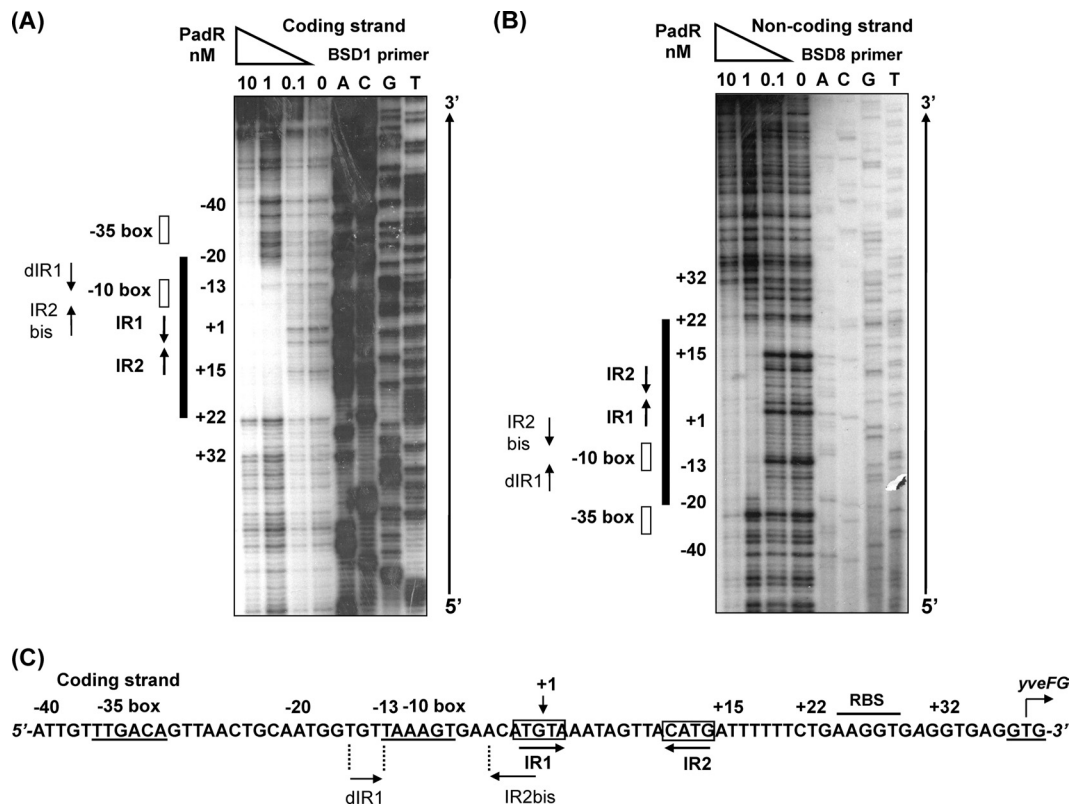 (A)
PadR
nM
Coding strand
BSD1 primer
10 1 0.1 0 A C G T
3’
-40
-35 box
-20
dIR1
-13
-10 box
IR2
bis
IR1
+1
IR2
+15
+22
+32
5’
(B)
PadR
nM
Non-coding strand
BSD8 primer
10 1 0.1 0 A C G T
3’
+32
+22
+15
IR2
IR1
+1
IR2
bis
-10 box
-13
dIR1
-20
-35 box
-40
5’
(C)
Coding strand
+1
yveFG
-40 -35 box -20 -13 -10 box +15 +22 RBS +32
5’-ATTGTTTGACAGTTAACTGCAATGGTGTTAAAGTGAACATGTAAATAGTTACATGATTTTTTCTGAAGGTGAGGTGAGGTG-3’
IR1 IR2
dIR1 IR2bis